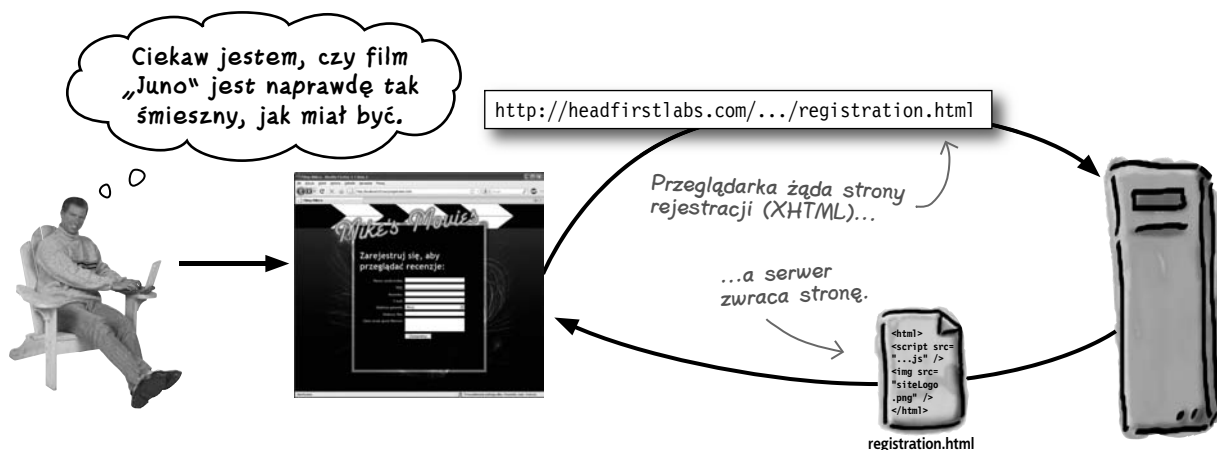 Ciekaw jestem, czy film
„Juno” jest naprawdę tak
śmieszny, jak miał być.
http://headfirstlabs.com/.../registration.html
Przeglądarka żąda strony
rejestracji (XHTML)...
Mike's Movies
Zarejestruj się, aby
przeglądać recenzje:
...a serwer
zwraca stronę.
<html>
<script src=
"...js" />
<img src=
"siteLogo
.png" />
</html>
registration.html